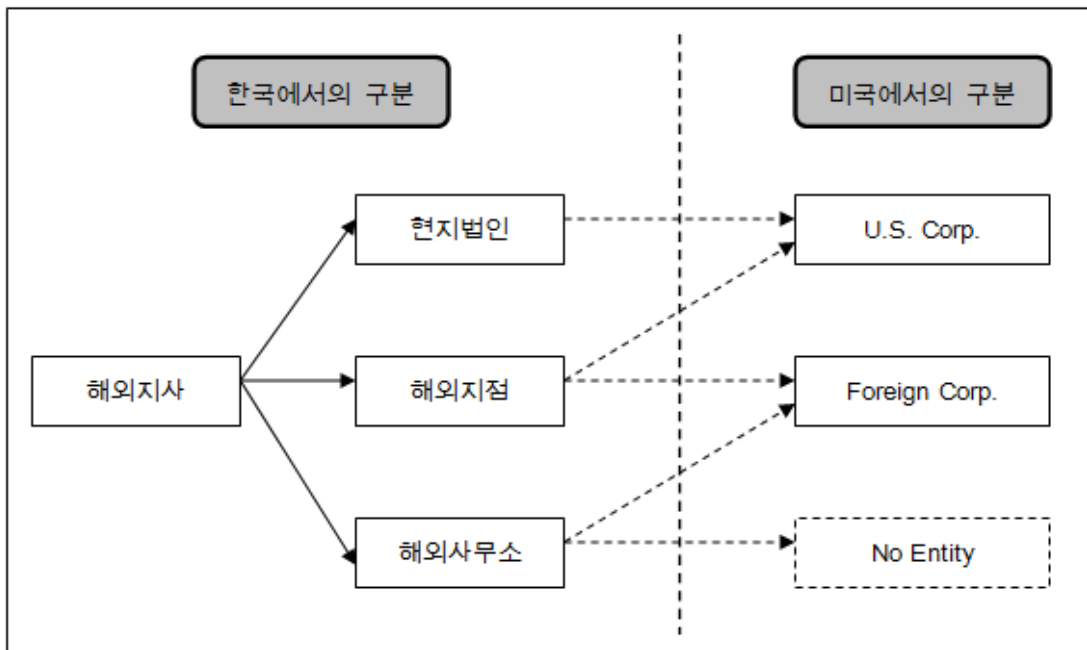 한국에서의 구분
미국에서의 구분
현지법인
U.S. Corp.
해외지사
해외지점
Foreign Corp.
해외사무소
No Entity